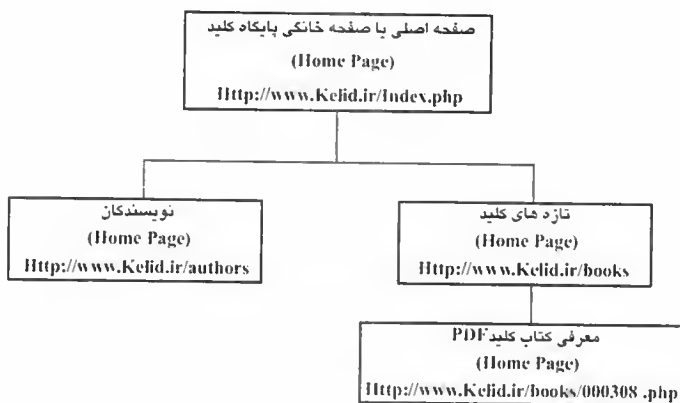 صفحه اصلی یا صفحه خانگی پایگاه کلید
(Home Page)
Http://www.Kelid.ir/Index.php
تازه های کلید
(Home Page)
Http://www.Kelid.ir/books
نویسندگان
(Home Page)
Http://www.Kelid.ir/authors
معرفی کتاب کلید PDF
(Home Page)
Http://www.Kelid.ir/books/000308 .php